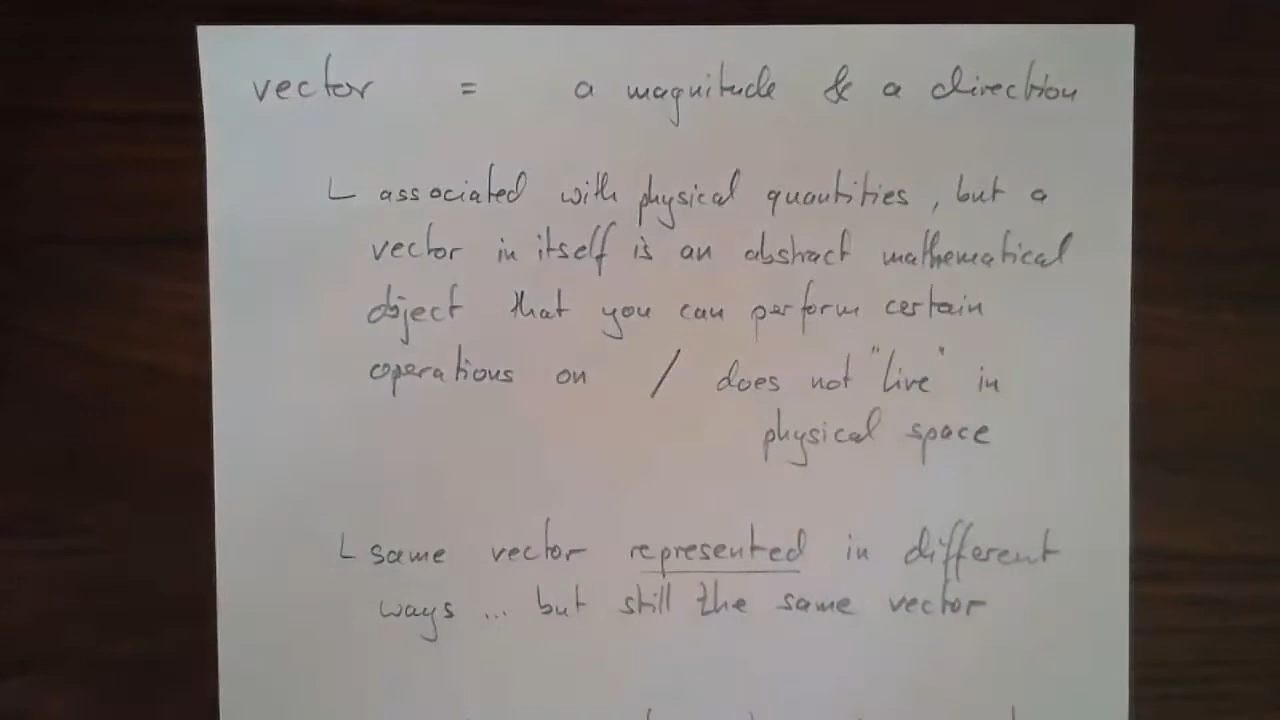 vector = a magnitude & a direction
└ associated with physical quantities, but a
vector in itself is an abstract mathematical
object that you can perform certain
operations on / does not "live" in
physical space
└ same vector represented in different
ways ... but still the same vector